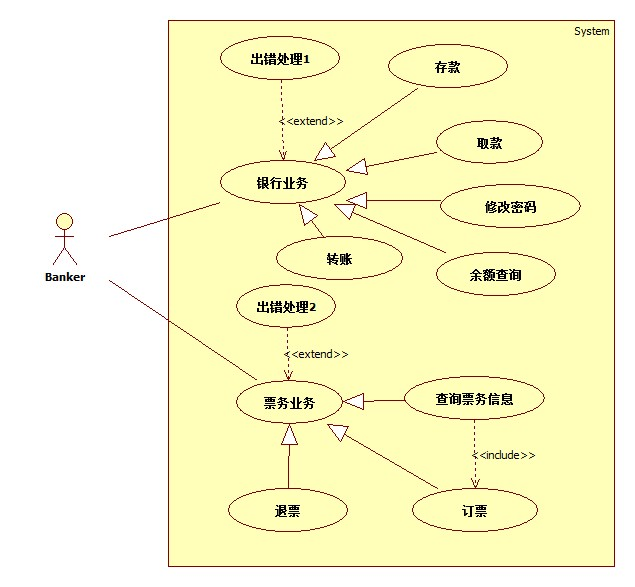 System
出错处理1
存款
<<extend>>
取款
银行业务
修改密码
转账
余额查询
Banker
出错处理2
<<extend>>
票务业务
查询票务信息
<<include>>
退票
订票